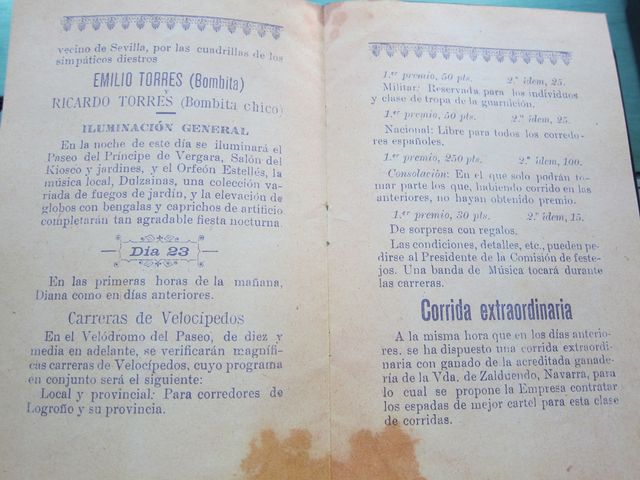 vecino de Sevilla, por las cuadrillas de los
simpáticos diestros
EMILIO TORRES (Bombita)
Y
RICARDO TORRES (Bombita chico)
ILUMINACIÓN GENERAL
En la noche de este día se iluminará el
Paseo del Príncipe de Vergara, Salón del
Kiosco y jardines, y el Orfeón Estellés, la
música local, Dulzainas, una colección va-
riada de fuegos de jardín, y la elevación de
globos con bengalas y caprichos de artificio
completarán tan agradable fiesta nocturna.
Día 23
En las primeras horas de la mañana,
Diana como en días anteriores.
Carreras de Velocípedos
En el Velódromo del Paseo, de diez y
media en adelante, se verificarán magnífi-
cas carreras de Velocípedos, cuyo programa
en conjunto será el siguiente:
Local y provincial: Para corredores de
Logroño y su provincia.
1.er premio, 50 pts. 2.º idem, 25.
Militar: Reservada para los individuos
y clase de tropa de la guarnición.
1.er premio, 50 pts. 2.º idem, 25.
Nacional: Libre para todos los corredo-
res españoles.
1.er premio, 250 pts. 2.º idem, 100.
Consolación: En el que solo podrán to-
mar parte los que, habiendo corrido en las
anteriores, no hayan obtenido premio.
1.er premio, 30 pts. 2.º idem, 15.
De sorpresa con regalos.
Las condiciones, detalles, etc., pueden pe-
dirse al Presidente de la Comisión de feste-
jos. Una banda de Música tocará durante
las carreras.
Corrida extraordinaria
A la misma hora que en los días anterio-
res. se ha dispuesto una corrida extraordi-
naria con ganado de la acreditada ganade-
ría de la Vda. de Zalduendo, Navarra, para
lo cual se propone la Empresa contratar
los espadas de mejor cartel para esta clase
de corridas.